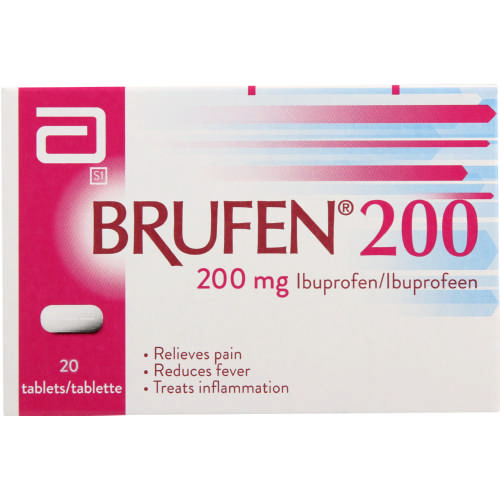 S1
BRUFEN® 200
200 mg Ibuprofen/Ibuprofeen
20
tablets/tablette
• Relieves pain
• Reduces fever
• Treats inflammation